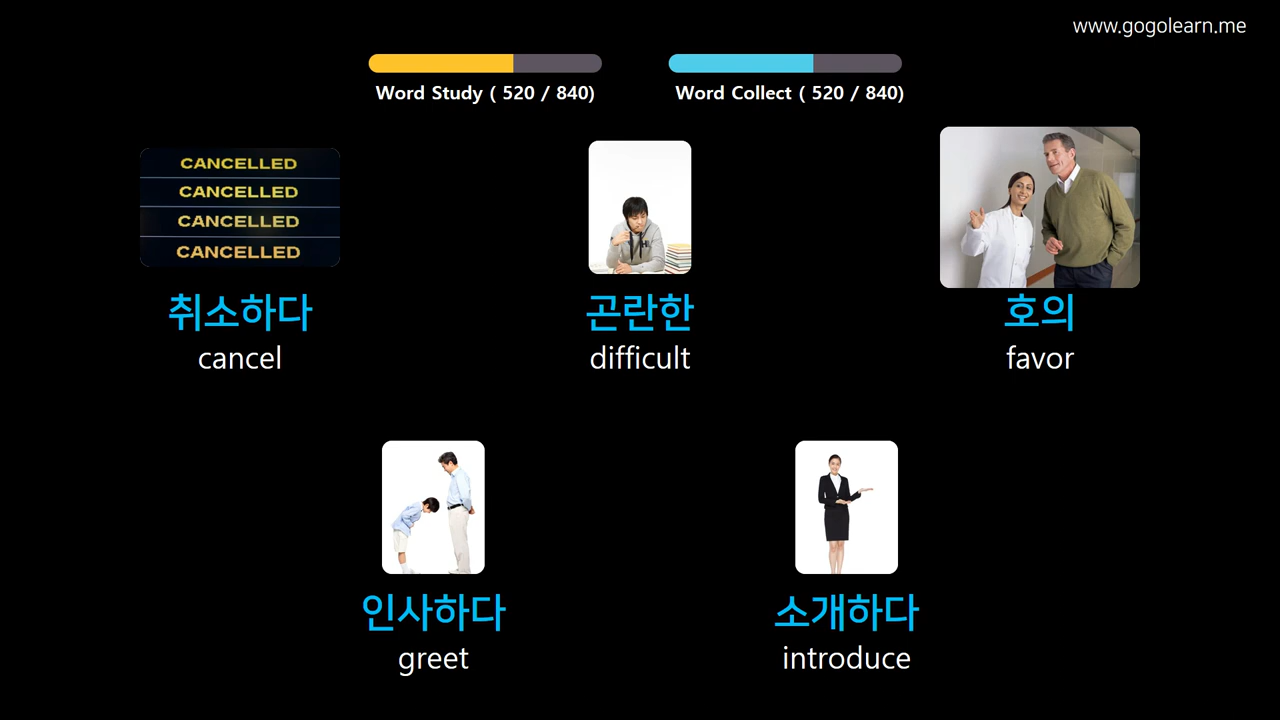 www.gogolearn.me
Word Study ( 520 / 840)
Word Collect ( 520 / 840)
CANCELLED
CANCELLED
CANCELLED
CANCELLED
취소하다
cancel
곤란한
difficult
호의
favor
인사하다
greet
소개하다
introduce